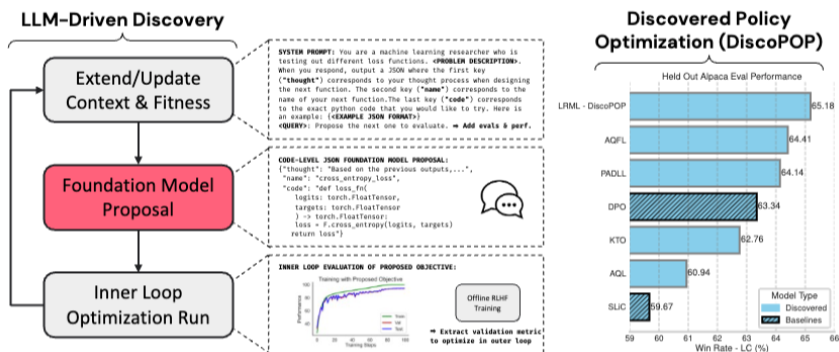 LLM-Driven Discovery
Extend/Update
Context & Fitness
Foundation Model
Proposal
Inner Loop
Optimization Run
SYSTEM PROMPT: You are a machine learning researcher who is
testing out different loss functions. <PROBLEM DESCRIPTION>.
When you respond, output a JSON where the first key
("thought") corresponds to your thought process when designing
the next function. The second key ("name") corresponds to the
name of your next function.The last key ("code") corresponds
to the exact python code that you would like to try. Here is
an example: {<EXAMPLE JSON FORMAT>}
<QUERY>: Propose the next one to evaluate. ➡ Add evals & perf.
CODE-LEVEL JSON FOUNDATION MODEL PROPOSAL:
{"thought": "Based on the previous outputs,...",
"name": "cross_entropy_loss",
"code": "def loss_fn(
logits: torch.FloatTensor,
targets: torch.FloatTensor
) -> torch.FloatTensor:
loss = F.cross_entropy(logits, targets)
return loss"}
INNER LOOP EVALUATION OF PROPOSED OBJECTIVE:
Training with Proposed Objective
Performance
0 20 40 60 80 100
Training Steps
Offline RLHF
Training
➡ Extract validation metric
to optimize in outer loop
Discovered Policy
Optimization (DiscoPOP)
Held Out Alpaca Eval Performance
LRML - DiscoPOP 65.18
AQFL 64.41
PADLL 64.14
DPO 63.34
KTO 62.76
AQL 60.94
SLiC 59.67
Model Type
Discovered
Baselines
59 60 61 62 63 64 65 66
Win Rate - LC (%)